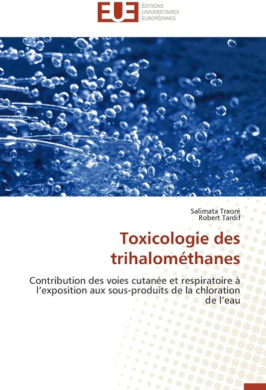 EUE
ÉDITIONS
UNIVERSITAIRES
EUROPÉENNES
Salimata Traoré
Robert Tardif
Toxicologie des
trihalométhanes
Contribution des voies cutanée et respiratoire à
l'exposition aux sous-produits de la chloration
de l'eau